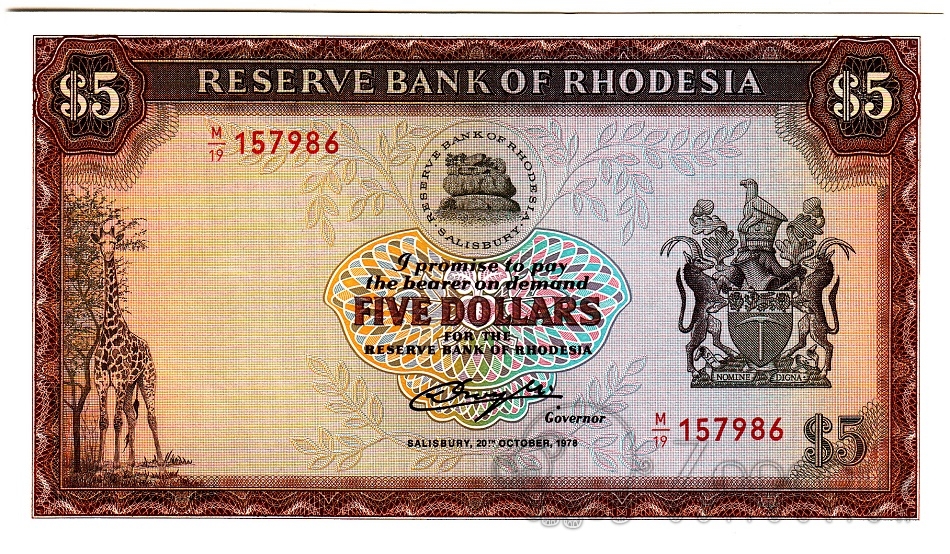 $5 RESERVE BANK OF RHODESIA $5
M/19 157986
RESERVE BANK OF RHODESIA
SALISBURY
I promise to pay
the bearer on demand
FIVE DOLLARS
FOR THE
RESERVE BANK OF RHODESIA
Governor
SALISBURY, 20TH OCTOBER, 1978
NOMINE DIGNA
M/19 157986 $5